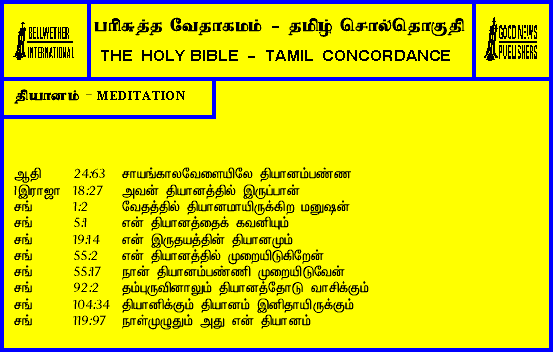 BELLWETHER
INTERNATIONAL
பரிசுத்த வேதாகமம் - தமிழ் சொல்தொகுதி
THE HOLY BIBLE - TAMIL CONCORDANCE
GOOD NEWS
PUBLISHERS
தியானம் - MEDITATION
ஆதி 24:63 சாயங்காலவேளையிலே தியானம்பண்ண
1இராஜா 18:27 அவன் தியானத்தில் இருப்பான்
சங் 1:2 வேதத்தில் தியானமாயிருக்கிற மனுஷன்
சங் 5:1 என் தியானத்தைக் கவனியும்
சங் 19:14 என் இருதயத்தின் தியானமும்
சங் 55:2 என் தியானத்தில் முறையிடுகிறேன்
சங் 55:17 நான் தியானம்பண்ணி முறையிடுவேன்
சங் 92:2 தம்புருவினாலும் தியானத்தோடு வாசிக்கும்
சங் 104:34 தியானிக்கும் தியானம் இனிதாயிருக்கும்
சங் 119:97 நாள்முழுதும் அது என் தியானம்